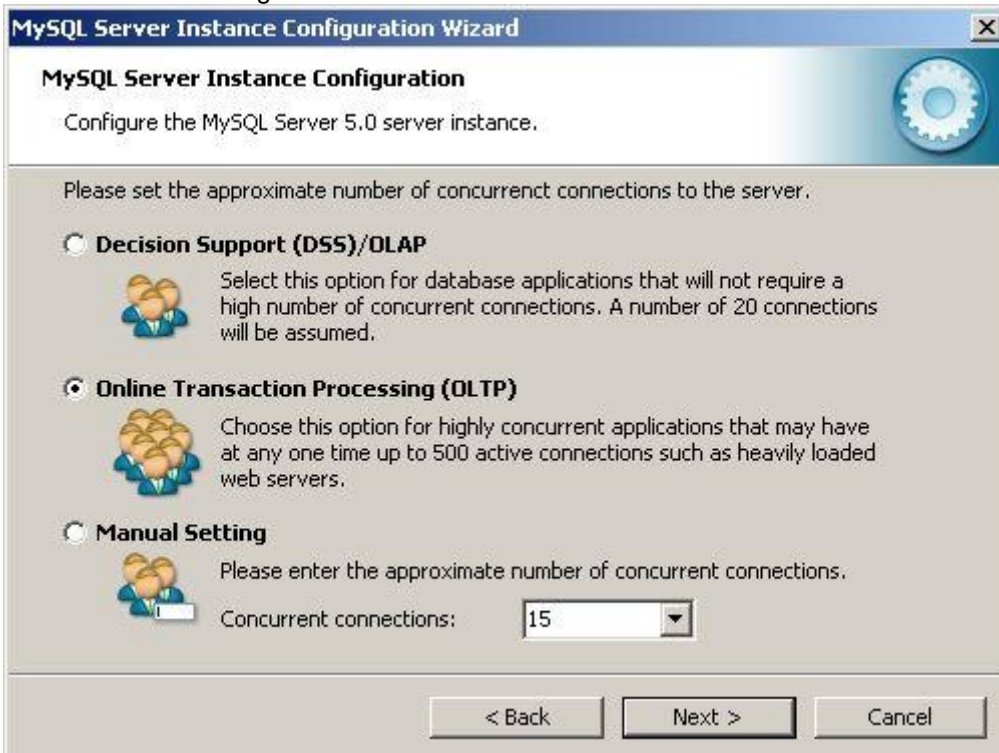 MySQL Server Instance Configuration Wizard
MySQL Server Instance Configuration
Configure the MySQL Server 5.0 server instance.
Please set the approximate number of concurrenct connections to the server.
Decision Support (DSS)/OLAP
Select this option for database applications that will not require a
high number of concurrent connections. A number of 20 connections
will be assumed.
Online Transaction Processing (OLTP)
Choose this option for highly concurrent applications that may have
at any one time up to 500 active connections such as heavily loaded
web servers.
Manual Setting
Please enter the approximate number of concurrent connections.
Concurrent connections: 15
< Back Next > Cancel